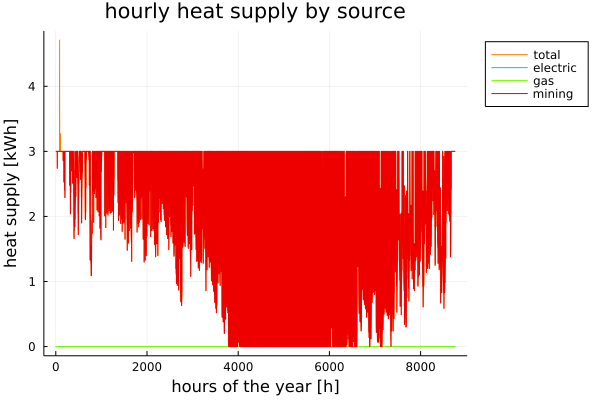 hourly heat supply by source
total
electric
gas
mining
heat supply [kWh]
4
3
2
1
0
0 2000 4000 6000 8000
hours of the year [h]